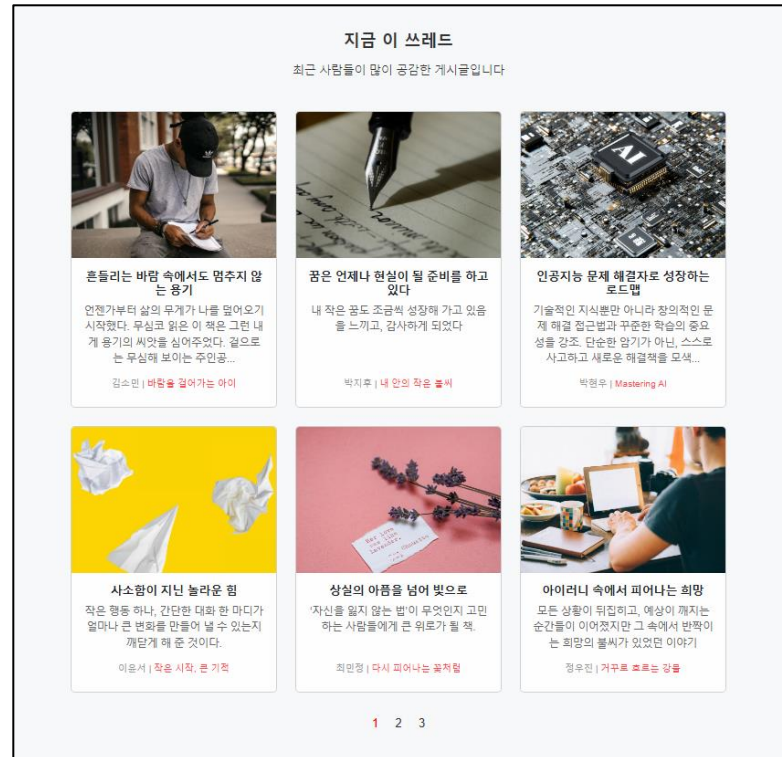 지금 이 쓰레드
최근 사람들이 많이 공감한 게시글입니다
흔들리는 바람 속에서도 멈추지 않
는 용기
언젠가부터 삶의 무게가 나를 덮어오기
시작했다. 무심코 읽은 이 책은 그런 내
게 용기의 씨앗을 심어주었다. 겉으로
는 무심해 보이는 주인공...
김소민 | 바람을 걸어가는 아이
꿈은 언제나 현실이 될 준비를 하고
있다
내 작은 꿈도 조금씩 성장해 가고 있음
을 느끼고, 감사하게 되었다
박지후 | 내 안의 작은 불씨
AI
AI
인공지능 문제 해결자로 성장하는
로드맵
기술적인 지식뿐만 아니라 창의적인 문
제 해결 접근법과 꾸준한 학습의 중요
성을 강조. 단순한 암기가 아닌, 스스로
사고하고 새로운 해결책을 모색...
박현우 | Mastering AI
사소함이 지닌 놀라운 힘
작은 행동 하나, 간단한 대화 한 마디가
얼마나 큰 변화를 만들어 낼 수 있는지
깨닫게 해 준 것이다.
이윤서 | 작은 시작, 큰 기적
Her love
was like
lavender.
상실의 아픔을 넘어 빛으로
'자신을 잃지 않는 법'이 무엇인지 고민
하는 사람들에게 큰 위로가 될 책.
최민정 | 다시 피어나는 꽃처럼
아이러니 속에서 피어나는 희망
모든 상황이 뒤집히고, 예상이 깨지는
순간들이 이어졌지만 그 속에서 반짝이
는 희망의 불씨가 있었던 이야기
정우진 | 거꾸로 흐르는 강물
1 2 3